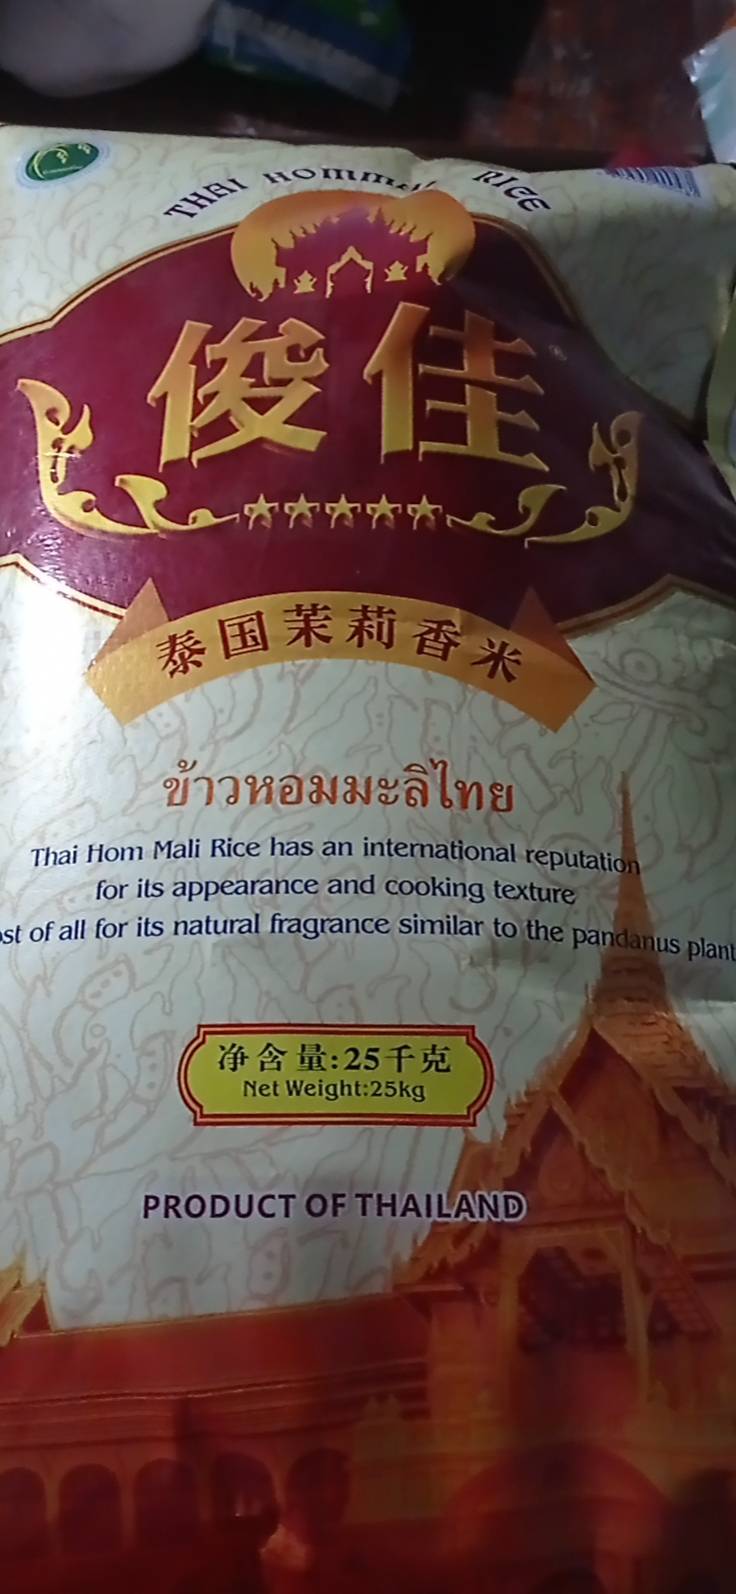 THAI HOMMALI RICE
俊佳
泰国茉莉香米
ข้าวหอมมะลิไทย
Thai Hom Mali Rice has an international reputation
for its appearance and cooking texture
of all for its natural fragrance similar to the pandanus plant
净含量:25千克
Net Weight:25kg
PRODUCT OF THAILAND